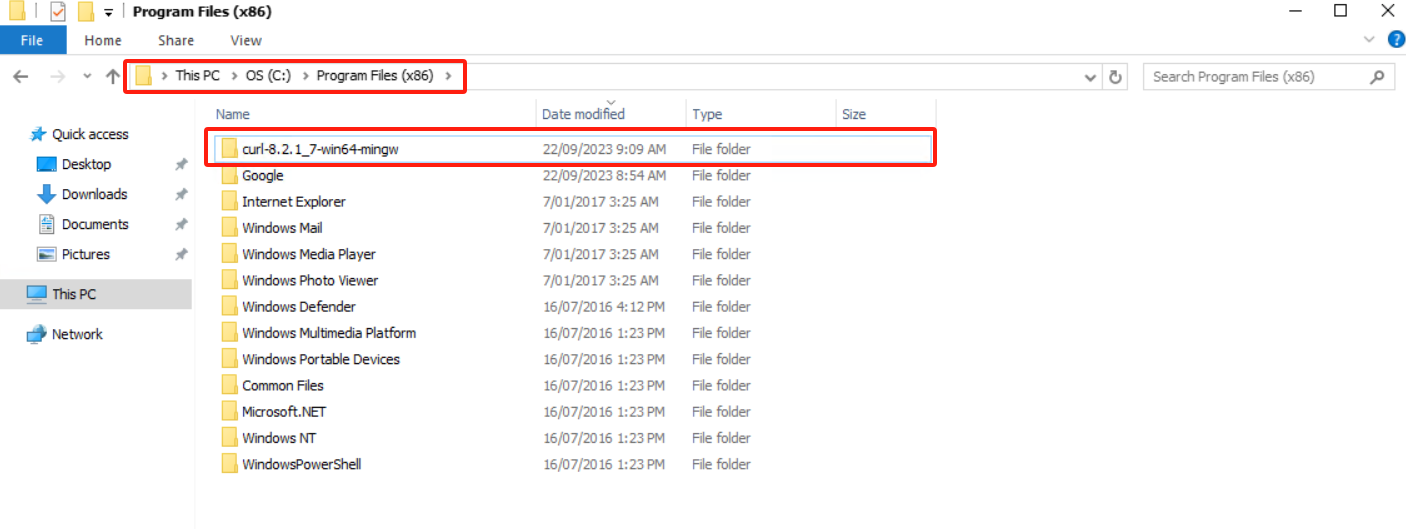 Program Files (x86)
File Home Share View
This PC OS (C:) Program Files (x86) Search Program Files (x86)
Name Date modified Type Size
Quick access
Desktop
Downloads
Documents
Pictures
This PC
Network
curl-8.2.1_7-win64-mingw 22/09/2023 9:09 AM File folder
Google 22/09/2023 8:54 AM File folder
Internet Explorer 7/01/2017 3:25 AM File folder
Windows Mail 7/01/2017 3:25 AM File folder
Windows Media Player 7/01/2017 3:25 AM File folder
Windows Photo Viewer 7/01/2017 3:25 AM File folder
Windows Defender 16/07/2016 4:12 PM File folder
Windows Multimedia Platform 16/07/2016 1:23 PM File folder
Windows Portable Devices 16/07/2016 1:23 PM File folder
Common Files 16/07/2016 1:23 PM File folder
Microsoft.NET 16/07/2016 1:23 PM File folder
Windows NT 16/07/2016 1:23 PM File folder
WindowsPowerShell 16/07/2016 1:23 PM File folder